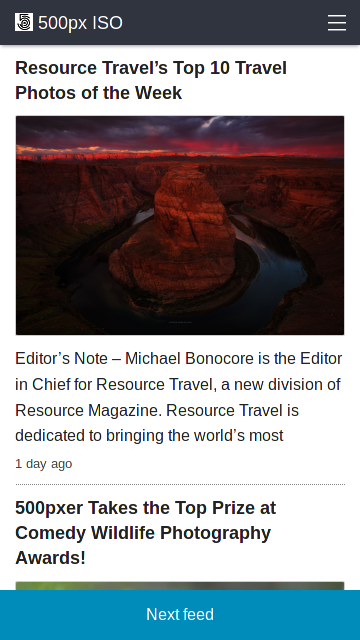 500px ISO
Resource Travel’s Top 10 Travel
Photos of the Week
Editor’s Note – Michael Bonocore is the Editor
in Chief for Resource Travel, a new division of
Resource Magazine. Resource Travel is
dedicated to bringing the world’s most
1 day ago
500pxer Takes the Top Prize at
Comedy Wildlife Photography
Awards!
Next feed